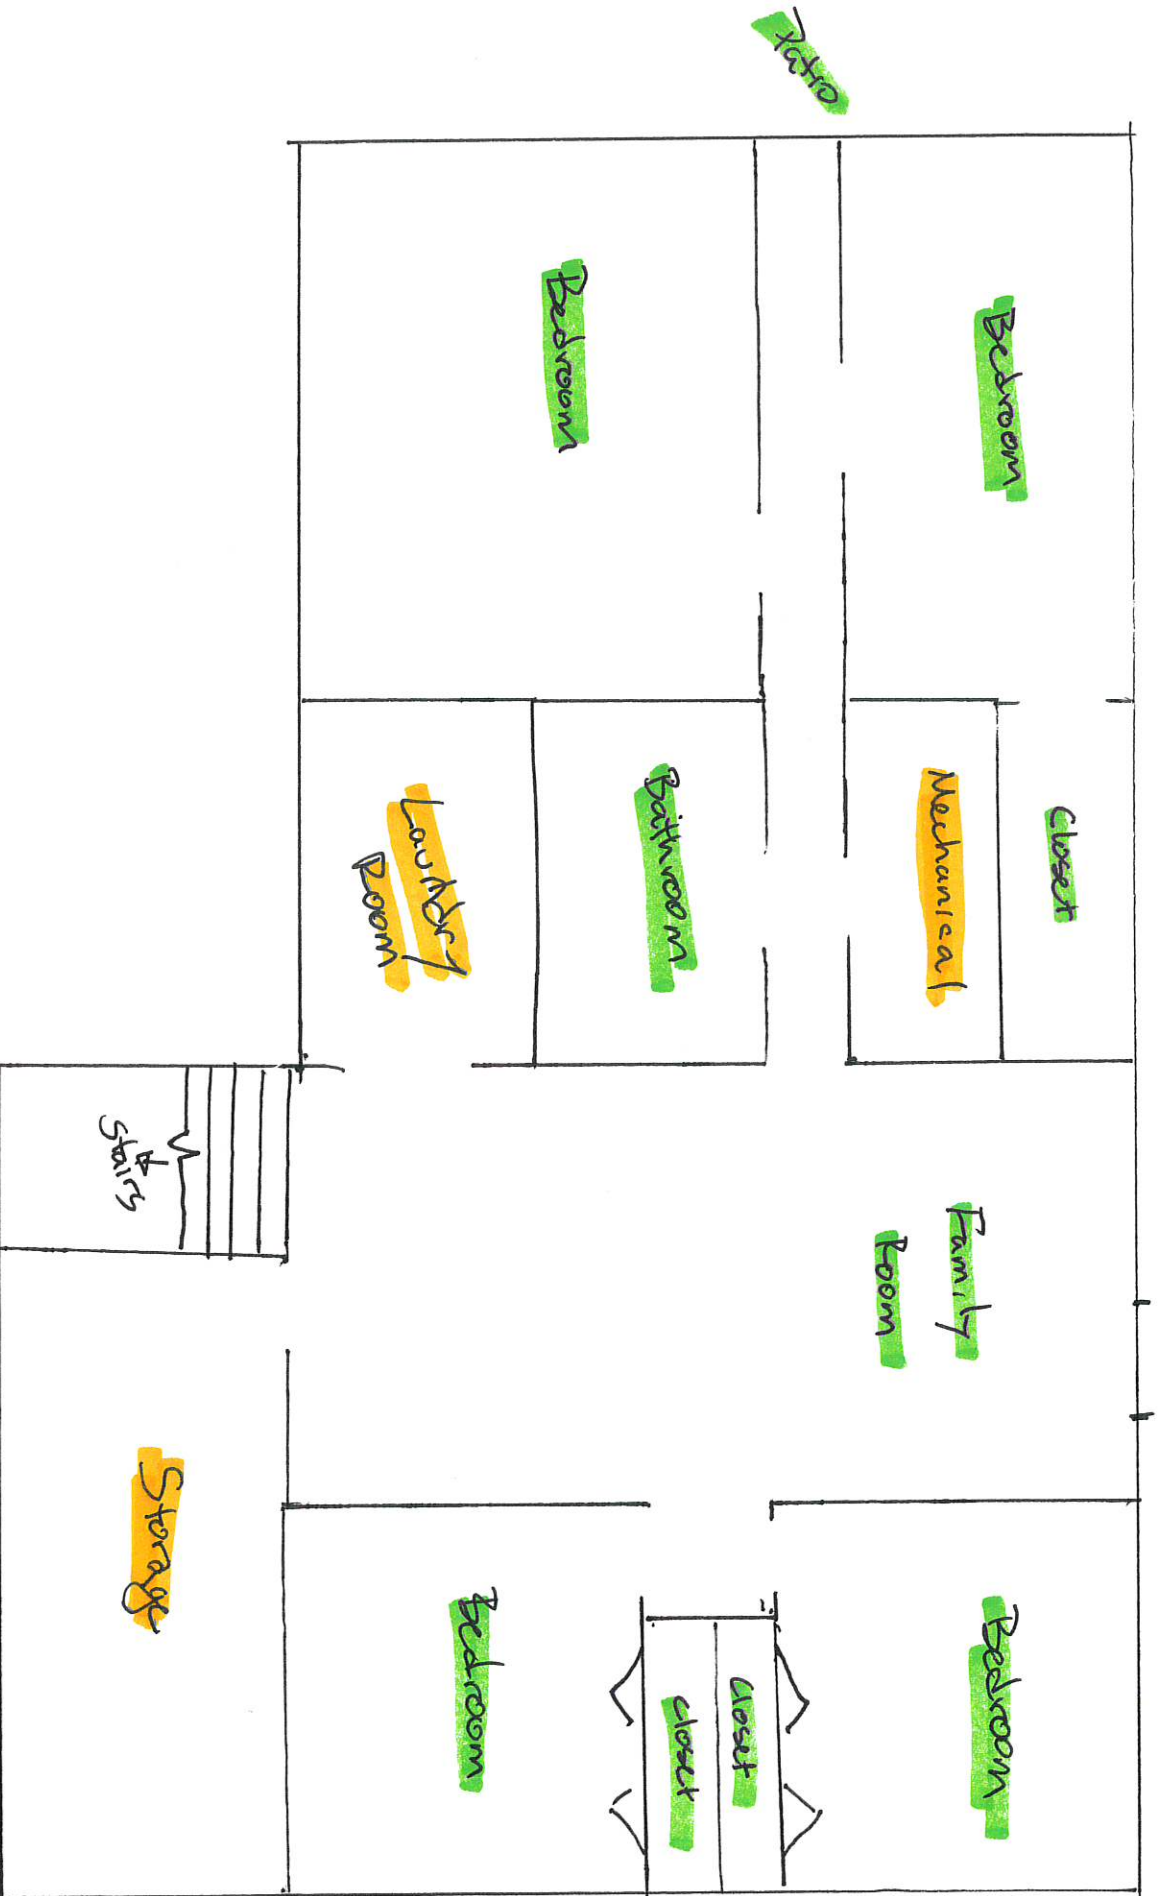 Patio
Bedroom
Bedroom
Closet
Mechanical
Bathroom
Laundry
Room
Family
Room
Stairs
Storage
Bedroom
Closet
Closet
Bedroom